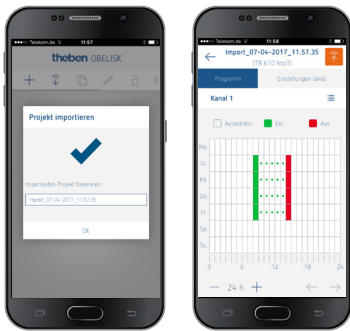 Telekom.de 11:57
theben OBELISK
Projekt importieren
Importiertes Projekt benennen:
Import_07-04-2017_11.57.35
OK
Telekom.de 11:58
Import_07-04-2017_11.57.35
(TR 610 top3)
Programm Einstellungen Gerät
Kanal 1
Auswählen Ein Aus
Mo.
Di.
Mi.
Do.
Fr.
Sa.
So.
0 6 12 18 24
24 h